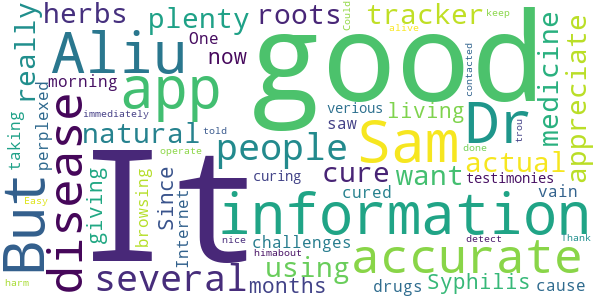 good
It
Sam
Dr
But
Aliu
app
information
disease
accurate
several
people
using
want
cure
actual
natural
really
plenty
herbs
roots
tracker
medicine
appreciate
living
giving
Since
months
Syphilis
now
One
morning
perplexed
taking
browsing
Internet
challenges
cured
drugs
verious
saw
vain
cause
testimonies
curing
immediately
told
operate
Easy
harm
nice
himabout
detect
Thank
done
trou
contacted
alive
keep
Could